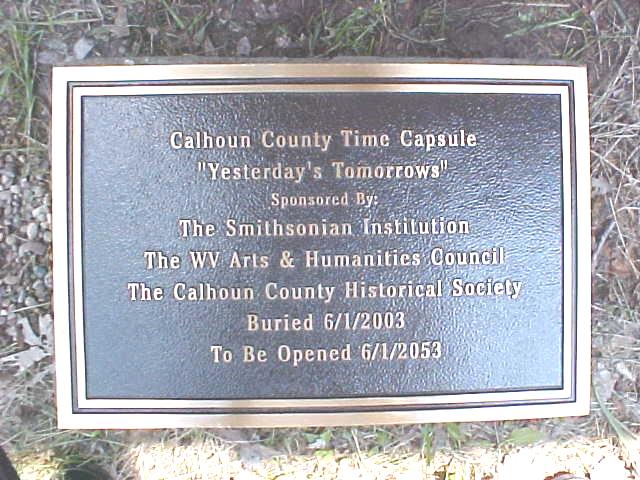 Calhoun County Time Capsule
"Yesterday's Tomorrows"
Sponsored By:
The Smithsonian Institution
The WV Arts & Humanities Council
The Calhoun County Historical Society
Buried 6/1/2003
To Be Opened 6/1/2053